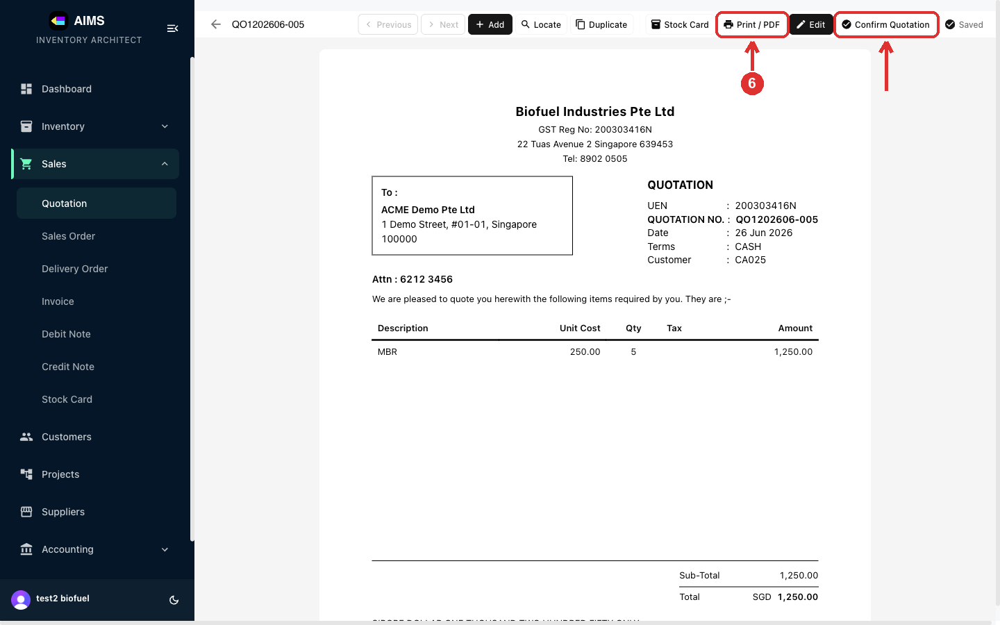 AIMS
INVENTORY ARCHITECT
Dashboard
Inventory
Sales
Quotation
Sales Order
Delivery Order
Invoice
Debit Note
Credit Note
Stock Card
Customers
Projects
Suppliers
Accounting
test2 biofuel
QO1202606-005
Previous
Next
Add
Locate
Duplicate
Stock Card
Print / PDF
Edit
Confirm Quotation
Saved
6
Biofuel Industries Pte Ltd
GST Reg No: 200303416N
22 Tuas Avenue 2 Singapore 639453
Tel: 8902 0505
To :
ACME Demo Pte Ltd
1 Demo Street, #01-01, Singapore
100000
QUOTATION
UEN : 200303416N
QUOTATION NO. : QO1202606-005
Date : 26 Jun 2026
Terms : CASH
Customer : CA025
Attn : 6212 3456
We are pleased to quote you herewith the following items required by you. They are ;-
Description Unit Cost Qty Tax Amount
MBR 250.00 5 1,250.00
Sub-Total 1,250.00
Total SGD 1,250.00